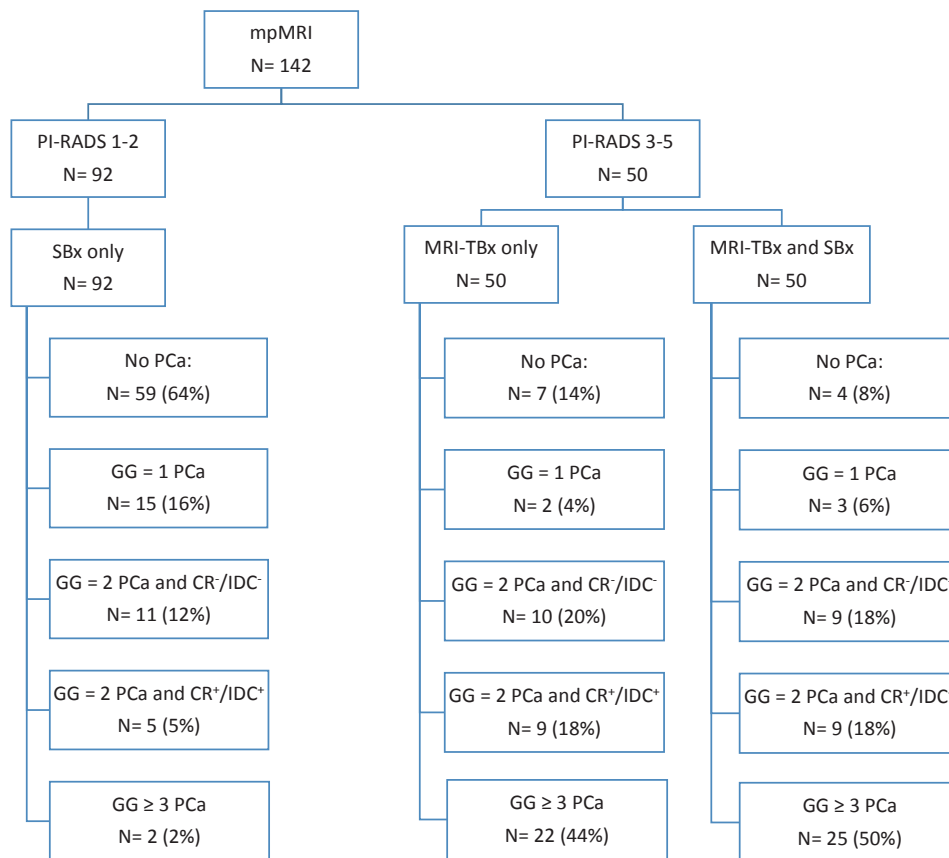 mpMRI
N= 142
PI-RADS 1-2
N= 92
PI-RADS 3-5
N= 50
SBx only
N= 92
MRI-TBx only
N= 50
MRI-TBx and SBx
N= 50
No PCa:
N= 59 (64%)
No PCa:
N= 7 (14%)
No PCa:
N= 4 (8%)
GG = 1 PCa
N= 15 (16%)
GG = 1 PCa
N= 2 (4%)
GG = 1 PCa
N= 3 (6%)
GG = 2 PCa and CR⁻/IDC⁻
N= 11 (12%)
GG = 2 PCa and CR⁻/IDC⁻
N= 10 (20%)
GG = 2 PCa and CR⁻/IDC
N= 9 (18%)
GG = 2 PCa and CR⁺/IDC⁺
N= 5 (5%)
GG = 2 PCa and CR⁺/IDC⁺
N= 9 (18%)
GG = 2 PCa and CR⁺/IDC
N= 9 (18%)
GG ≥ 3 PCa
N= 2 (2%)
GG ≥ 3 PCa
N= 22 (44%)
GG ≥ 3 PCa
N= 25 (50%)